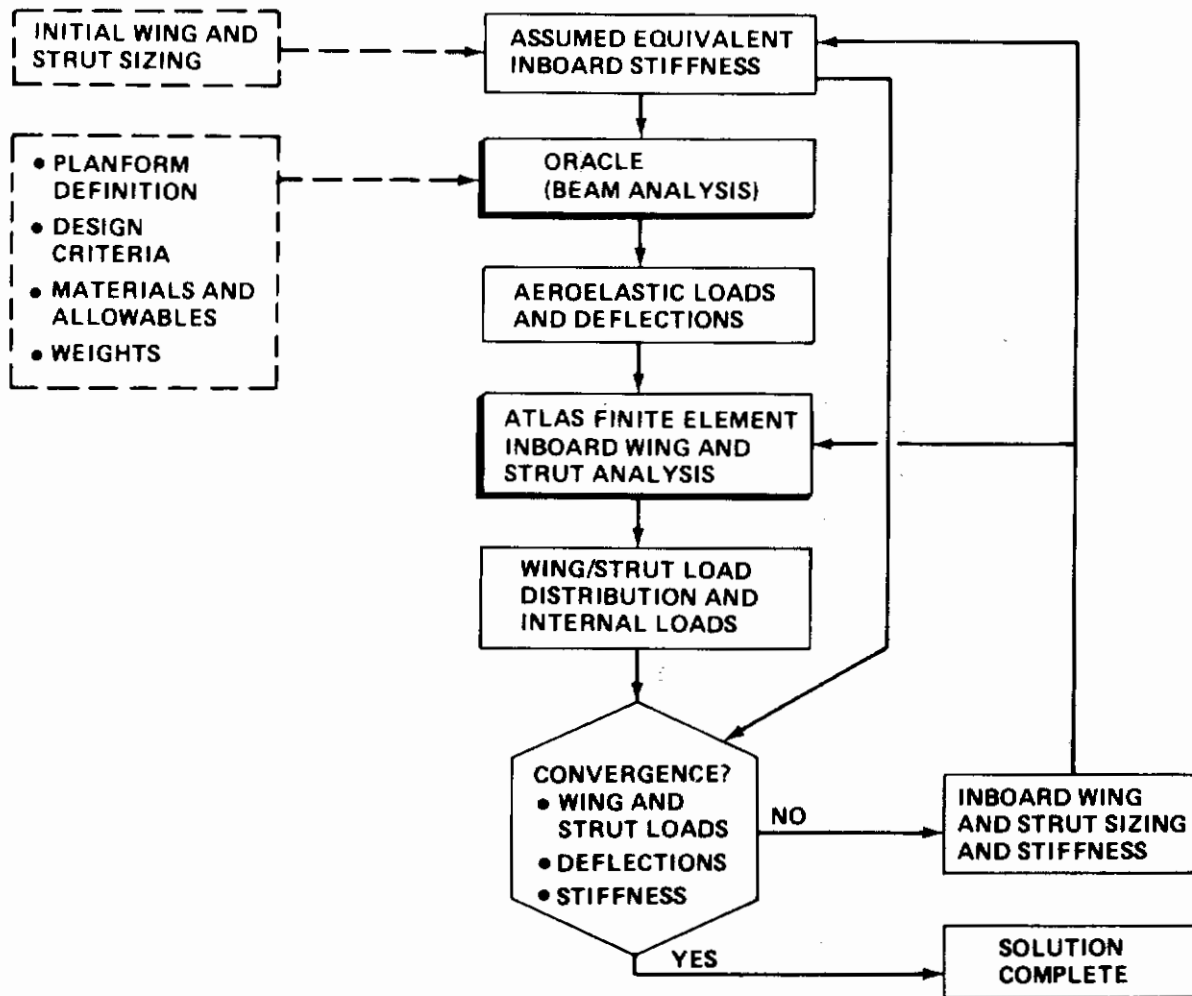 INITIAL WING AND
STRUT SIZING
ASSUMED EQUIVALENT
INBOARD STIFFNESS
• PLANFORM
DEFINITION
• DESIGN
CRITERIA
• MATERIALS AND
ALLOWABLES
• WEIGHTS
ORACLE
(BEAM ANALYSIS)
AEROELASTIC LOADS
AND DEFLECTIONS
ATLAS FINITE ELEMENT
INBOARD WING AND
STRUT ANALYSIS
WING/STRUT LOAD
DISTRIBUTION AND
INTERNAL LOADS
CONVERGENCE?
• WING AND
STRUT LOADS
• DEFLECTIONS
• STIFFNESS
NO
INBOARD WING
AND STRUT SIZING
AND STIFFNESS
YES
SOLUTION
COMPLETE